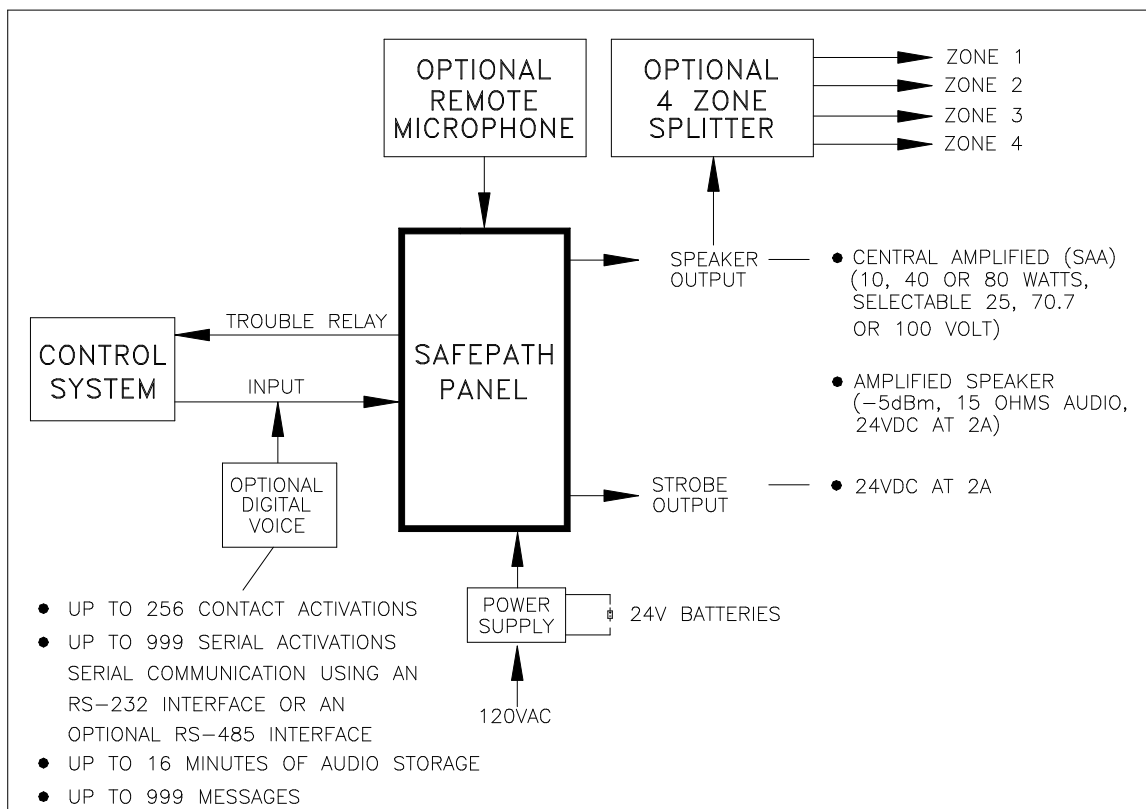 OPTIONAL
REMOTE
MICROPHONE
OPTIONAL
4 ZONE
SPLITTER
ZONE 1
ZONE 2
ZONE 3
ZONE 4
CONTROL
SYSTEM
TROUBLE RELAY
INPUT
SAFEPATH
PANEL
SPEAKER
OUTPUT
● CENTRAL AMPLIFIED (SAA)
(10, 40 OR 80 WATTS,
SELECTABLE 25, 70.7
OR 100 VOLT)
● AMPLIFIED SPEAKER
(−5dBm, 15 OHMS AUDIO,
24VDC AT 2A)
STROBE
OUTPUT
● 24VDC AT 2A
OPTIONAL
DIGITAL
VOICE
● UP TO 256 CONTACT ACTIVATIONS
● UP TO 999 SERIAL ACTIVATIONS
SERIAL COMMUNICATION USING AN
RS−232 INTERFACE OR AN
OPTIONAL RS−485 INTERFACE
● UP TO 16 MINUTES OF AUDIO STORAGE
● UP TO 999 MESSAGES
POWER
SUPPLY
24V BATTERIES
120VAC